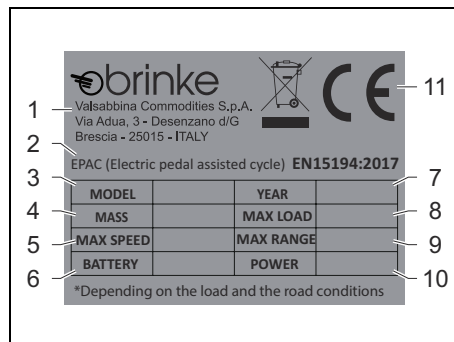 brinke
CE
11
1
Valsabbina Commodities S.p.A.
Via Adua, 3 - Desenzano d/G
Brescia - 25015 - ITALY
2
EPAC (Electric pedal assisted cycle) EN15194:2017
3 MODEL YEAR 7
4 MASS MAX LOAD 8
5 MAX SPEED MAX RANGE 9
6 BATTERY POWER 10
*Depending on the load and the road conditions